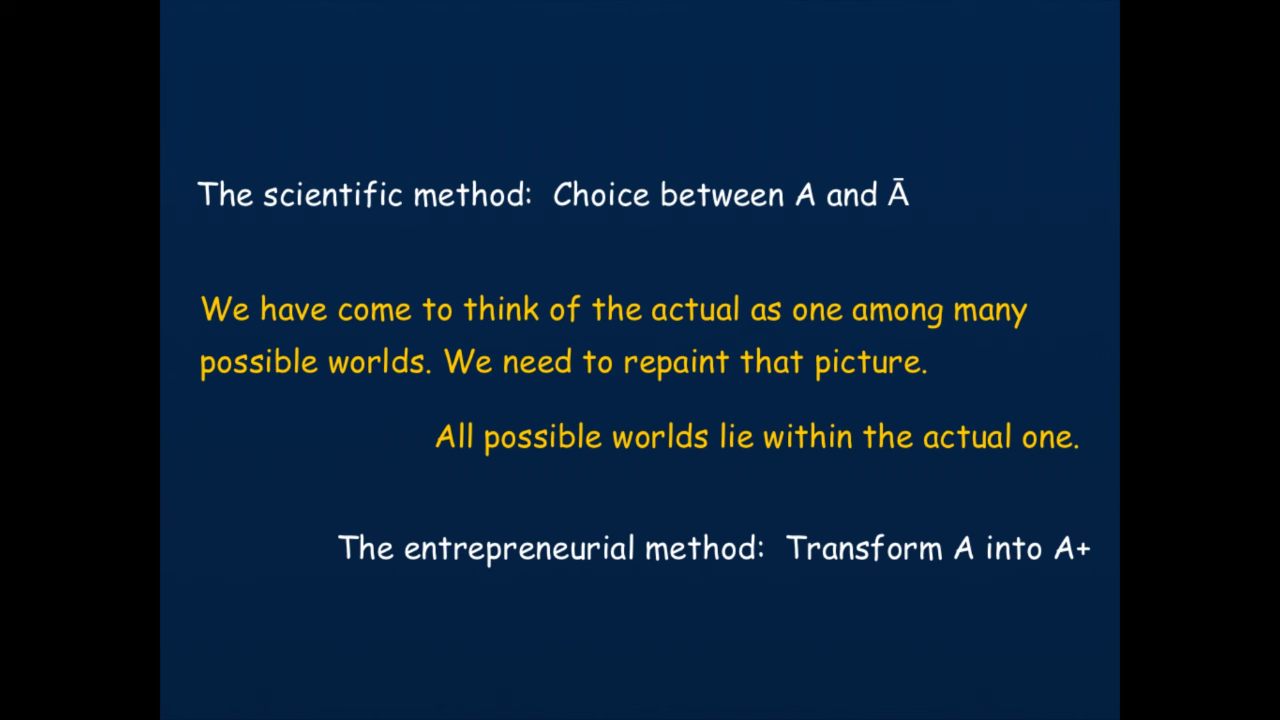 The scientific method: Choice between A and Ā
We have come to think of the actual as one among many
possible worlds. We need to repaint that picture.
All possible worlds lie within the actual one.
The entrepreneurial method: Transform A into A+